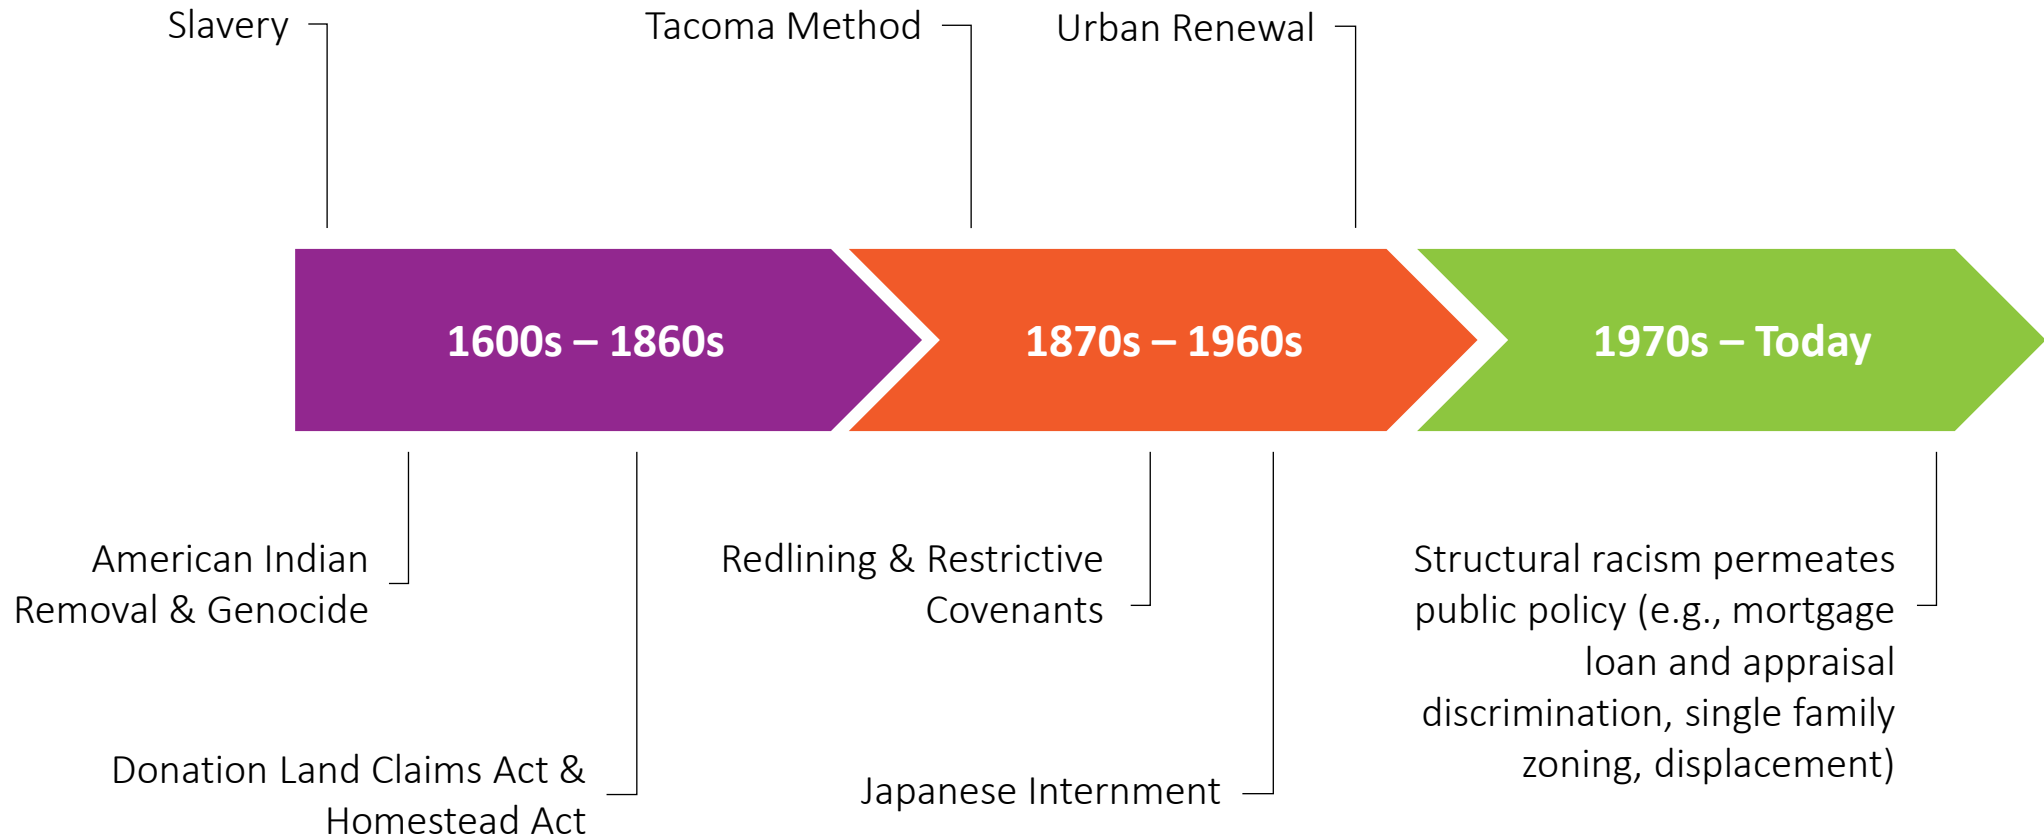 Slavery
Tacoma Method
Urban Renewal
1600s – 1860s
1870s – 1960s
1970s – Today
American Indian
Removal & Genocide
Donation Land Claims Act &
Homestead Act
Redlining & Restrictive
Covenants
Japanese Internment
Structural racism permeates
public policy (e.g., mortgage
loan and appraisal
discrimination, single family
zoning, displacement)